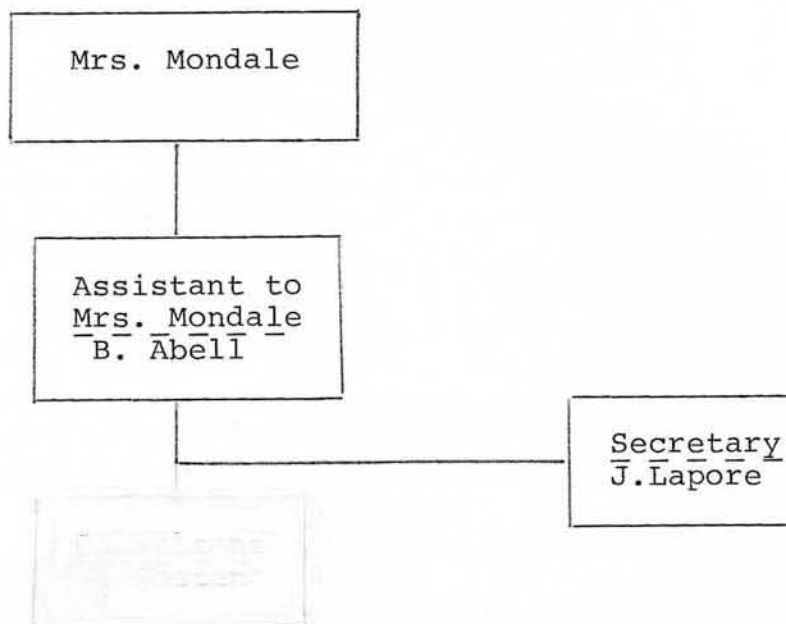 Mrs. Mondale
Assistant to
Mrs. Mondale
B. Abell
Secretary
J.Lapore